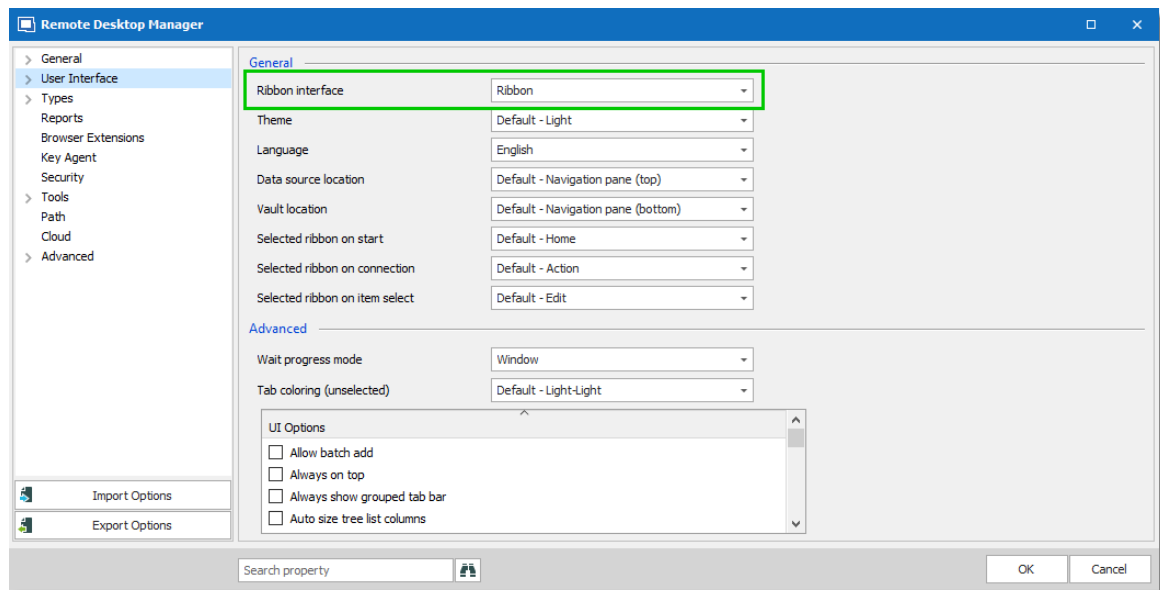 Remote Desktop Manager
General
User Interface
Types
Reports
Browser Extensions
Key Agent
Security
Tools
Path
Cloud
Advanced
Import Options
Export Options
General
Ribbon interface Ribbon
Theme Default - Light
Language English
Data source location Default - Navigation pane (top)
Vault location Default - Navigation pane (bottom)
Selected ribbon on start Default - Home
Selected ribbon on connection Default - Action
Selected ribbon on item select Default - Edit
Advanced
Wait progress mode Window
Tab coloring (unselected) Default - Light-Light
UI Options
Allow batch add
Always on top
Always show grouped tab bar
Auto size tree list columns
Search property
OK Cancel